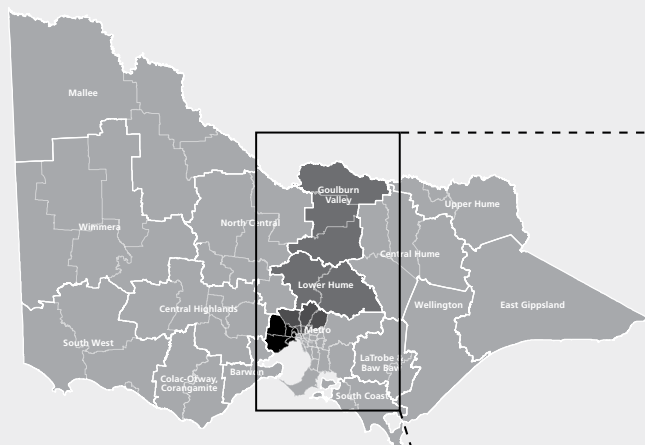 Mallee
Goulburn
Valley
Upper Hume
Wimmera
North Central
Central Hume
Lower Hume
Central Highlands
Wellington
East Gippsland
Metro
South West
LaTrobe &
Baw Baw
Barwon
Colac-Otway,
Corangamite
South Coast